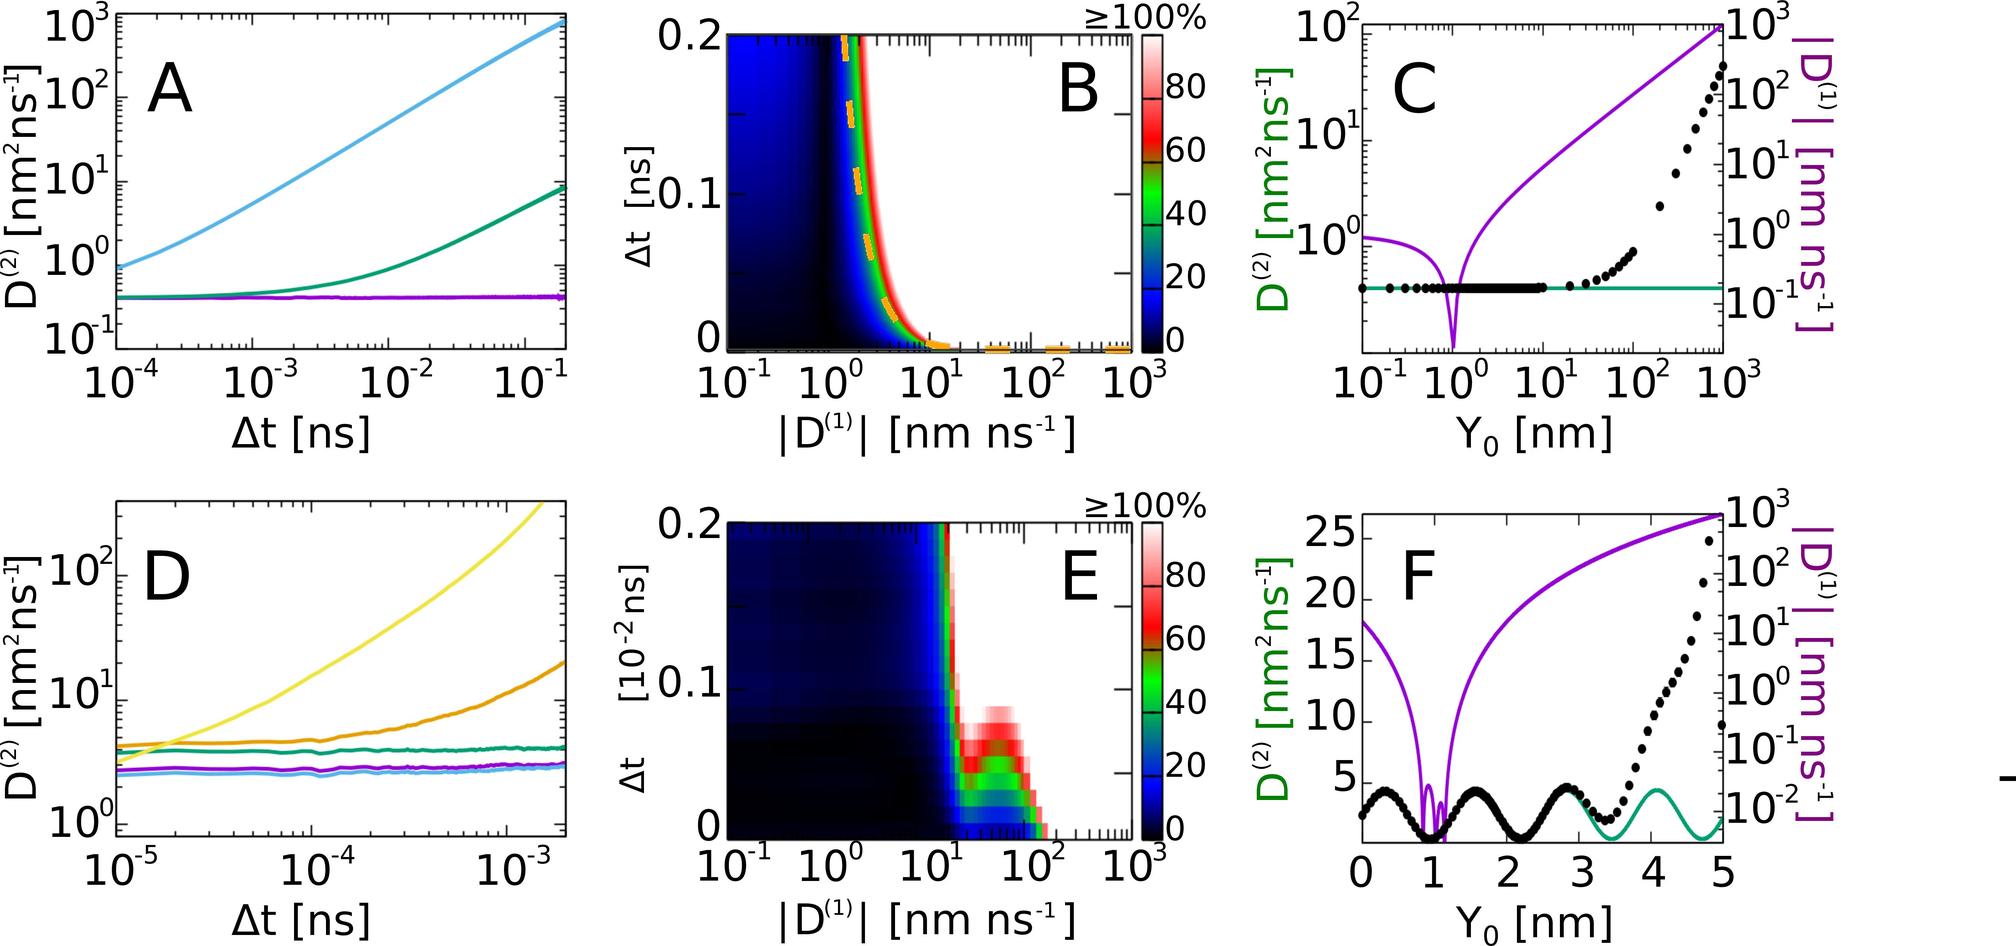 A
10³
10²
10¹
10⁰
10⁻¹
D⁽²⁾ [nm²ns⁻¹]
10⁻⁴ 10⁻³ 10⁻² 10⁻¹
Δt [ns]
B
≥100%
80
60
40
20
0
0.2
0.1
0
Δt [ns]
10⁻¹ 10⁰ 10¹ 10² 10³
|D⁽¹⁾| [nm ns⁻¹]
C
10²
10¹
10⁰
D⁽²⁾ [nm²ns⁻¹]
10³
10²
10¹
10⁰
10⁻¹
|D⁽¹⁾| [nm ns⁻¹]
10⁻¹ 10⁰ 10¹ 10² 10³
Y₀ [nm]
D
10²
10¹
10⁰
D⁽²⁾ [nm²ns⁻¹]
10⁻⁵ 10⁻⁴ 10⁻³
Δt [ns]
E
≥100%
80
60
40
20
0
0.2
0.1
0
Δt [10⁻²ns]
10⁻¹ 10⁰ 10¹ 10² 10³
|D⁽¹⁾| [nm ns⁻¹]
F
25
20
15
10
5
D⁽²⁾ [nm²ns⁻¹]
10³
10²
10¹
10⁰
10⁻¹
10⁻²
|D⁽¹⁾| [nm ns⁻¹]
0 1 2 3 4 5
Y₀ [nm]